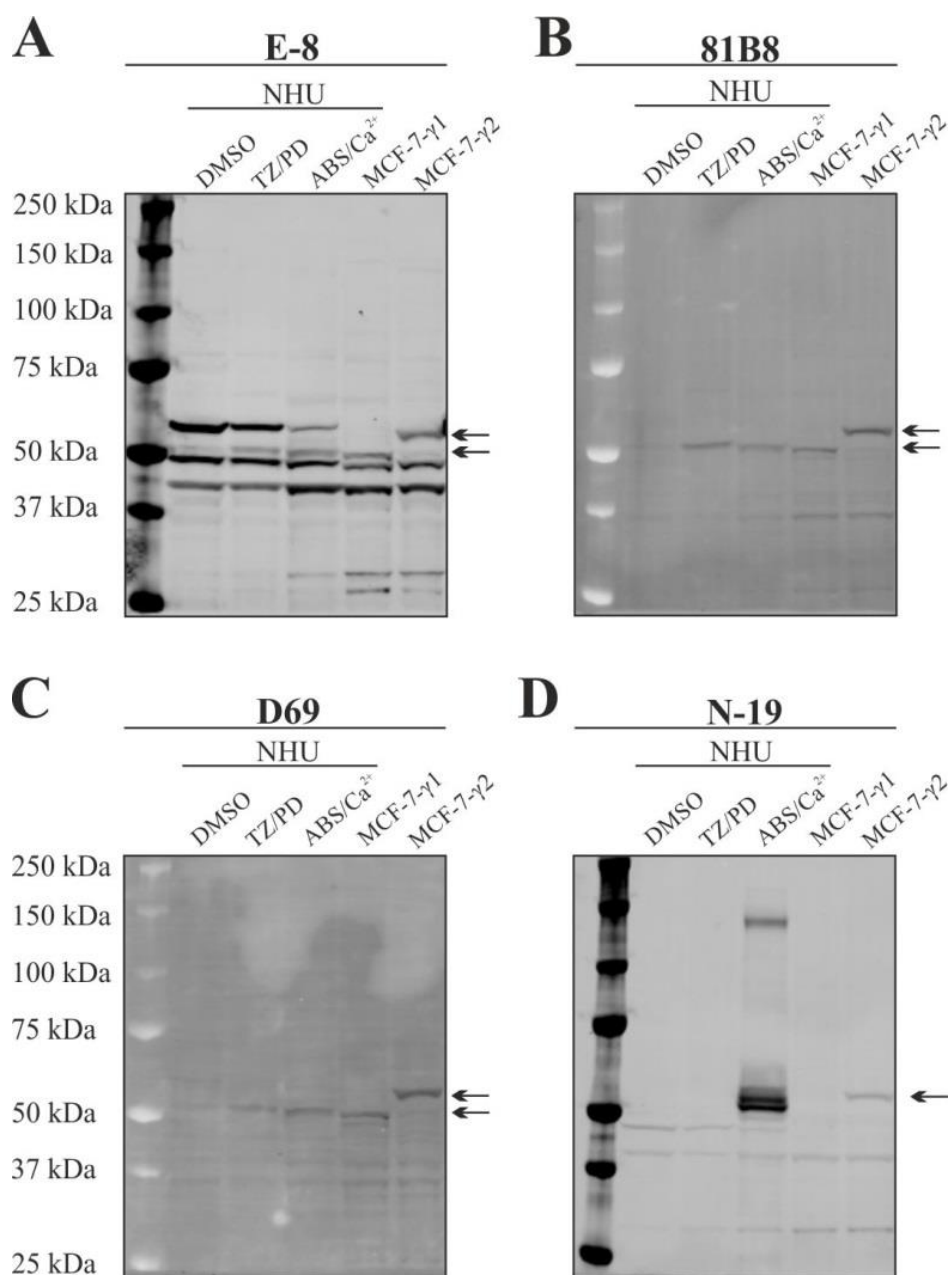 A
E-8
NHU
DMSO
TZ/PD
ABS/Ca²⁺
MCF-7-γ1
MCF-7-γ2
250 kDa
150 kDa
100 kDa
75 kDa
50 kDa
37 kDa
25 kDa
B
81B8
NHU
DMSO
TZ/PD
ABS/Ca²⁺
MCF-7-γ1
MCF-7-γ2
C
D69
NHU
DMSO
TZ/PD
ABS/Ca²⁺
MCF-7-γ1
MCF-7-γ2
250 kDa
150 kDa
100 kDa
75 kDa
50 kDa
37 kDa
25 kDa
D
N-19
NHU
DMSO
TZ/PD
ABS/Ca²⁺
MCF-7-γ1
MCF-7-γ2